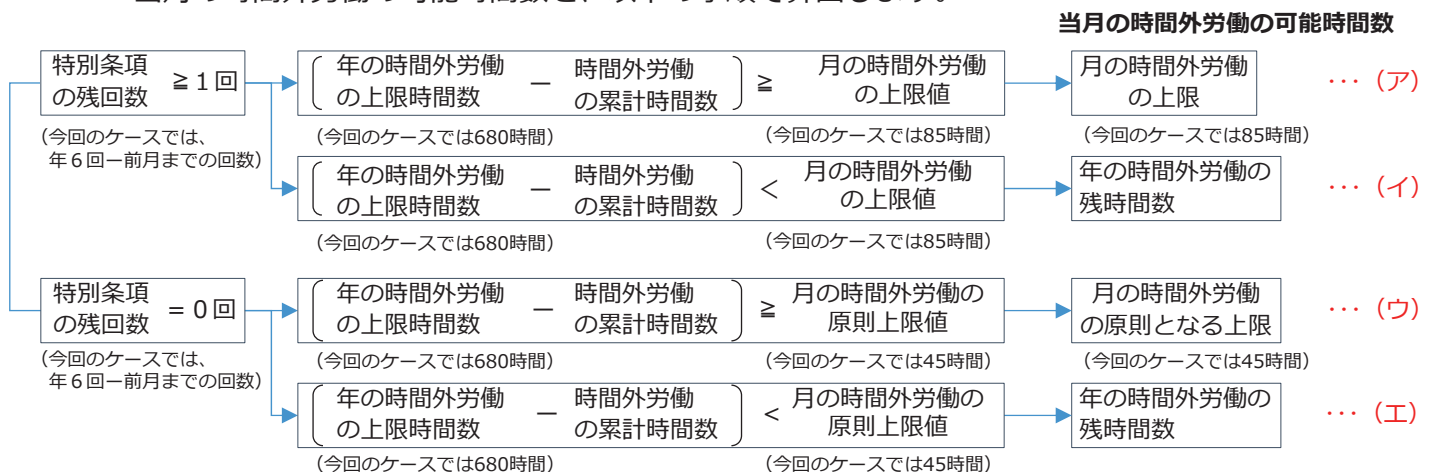 当月の時間外労働の可能時間数
特別条項
の残回数 ≧1回
(今回のケースでは、
年6回ー前月までの回数)
年の時間外労働
の上限時間数
―
時間外労働
の累計時間数
≧
月の時間外労働
の上限値
月の時間外労働
の上限
・・・(ア)
(今回のケースでは680時間)
(今回のケースでは85時間)
(今回のケースでは85時間)
年の時間外労働
の上限時間数
―
時間外労働
の累計時間数
<
月の時間外労働
の上限値
年の時間外労働の
残時間数
・・・(イ)
(今回のケースでは680時間)
(今回のケースでは85時間)
特別条項
の残回数 =0回
(今回のケースでは、
年6回ー前月までの回数)
年の時間外労働
の上限時間数
―
時間外労働
の累計時間数
≧
月の時間外労働の
原則上限値
月の時間外労働
の原則となる上限
・・・(ウ)
(今回のケースでは680時間)
(今回のケースでは45時間)
(今回のケースでは45時間)
年の時間外労働
の上限時間数
―
時間外労働
の累計時間数
<
月の時間外労働の
原則上限値
年の時間外労働の
残時間数
・・・(エ)
(今回のケースでは680時間)
(今回のケースでは45時間)